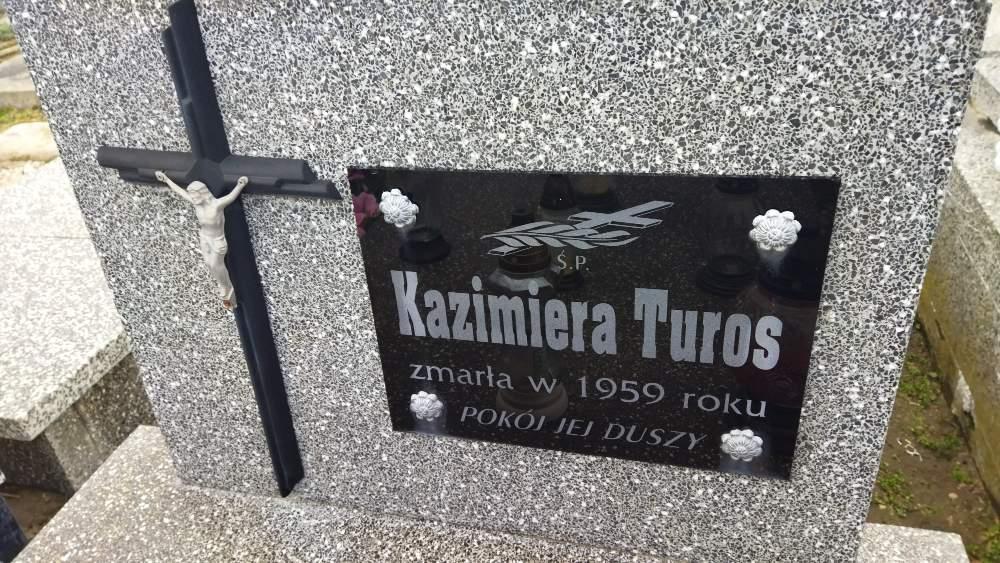 Ś.P.
Kazimiera Turos
zmarła w 1959 roku
POKÓJ JEJ DUSZY